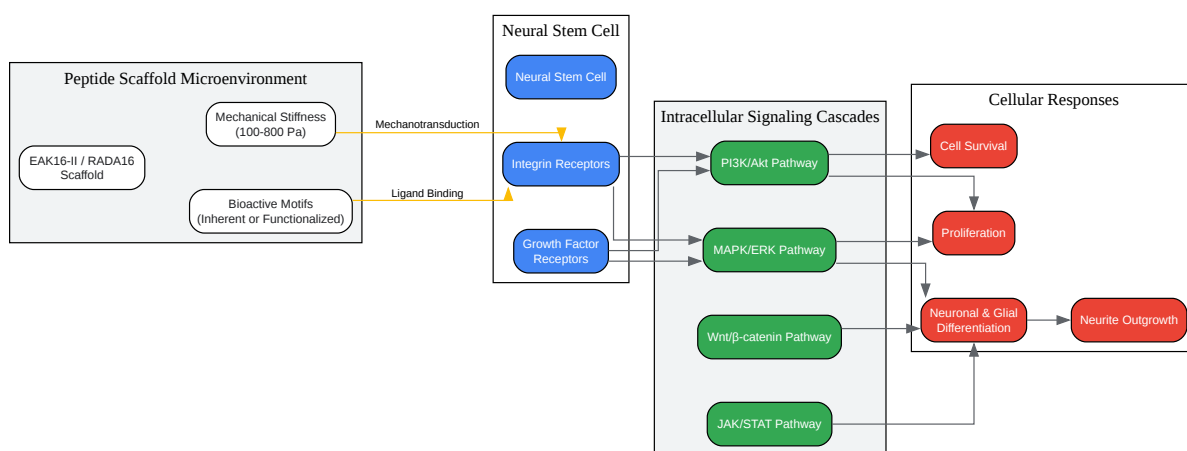 Peptide Scaffold Microenvironment
Mechanical Stiffness
(100-800 Pa)
EAK16-II / RADA16
Scaffold
Bioactive Motifs
(Inherent or Functionalized)
Mechanotransduction
Ligand Binding
Neural Stem Cell
Neural Stem Cell
Integrin Receptors
Growth Factor
Receptors
Intracellular Signaling Cascades
PI3K/Akt Pathway
MAPK/ERK Pathway
Wnt/β-catenin Pathway
JAK/STAT Pathway
Cellular Responses
Cell Survival
Proliferation
Neuronal & Glial
Differentiation
Neurite Outgrowth